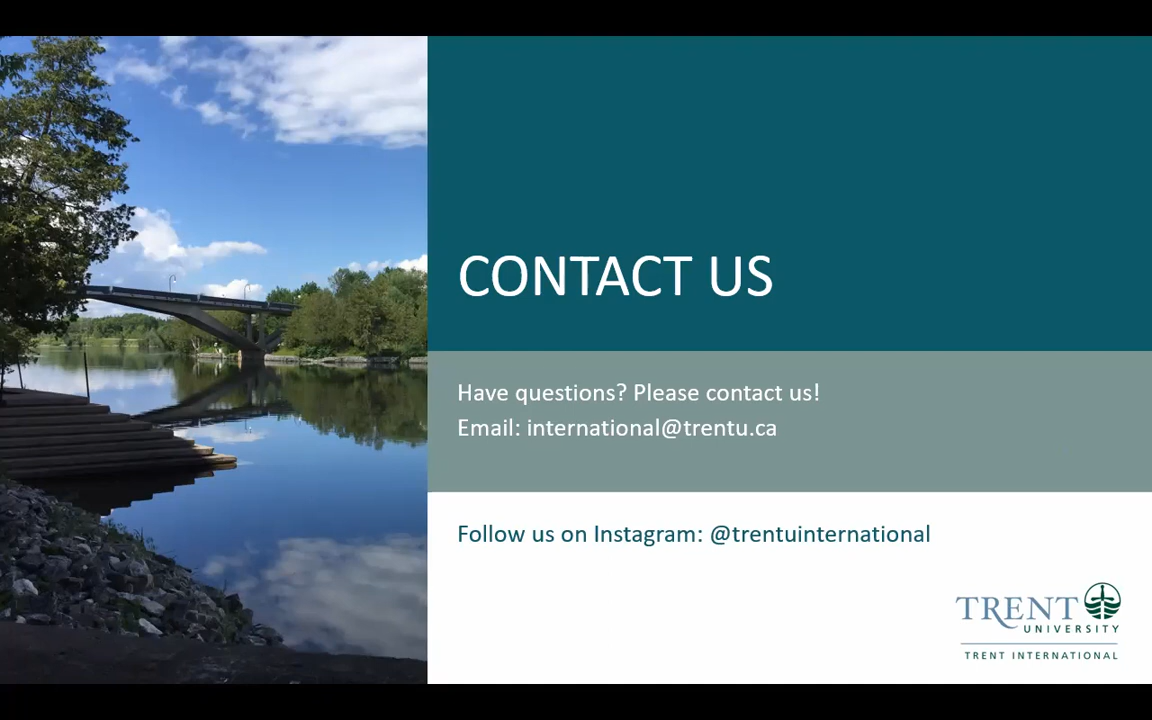 CONTACT US
Have questions? Please contact us!
Email: international@trentu.ca
Follow us on Instagram: @trentuinternational
TRENT
UNIVERSITY
TRENT INTERNATIONAL